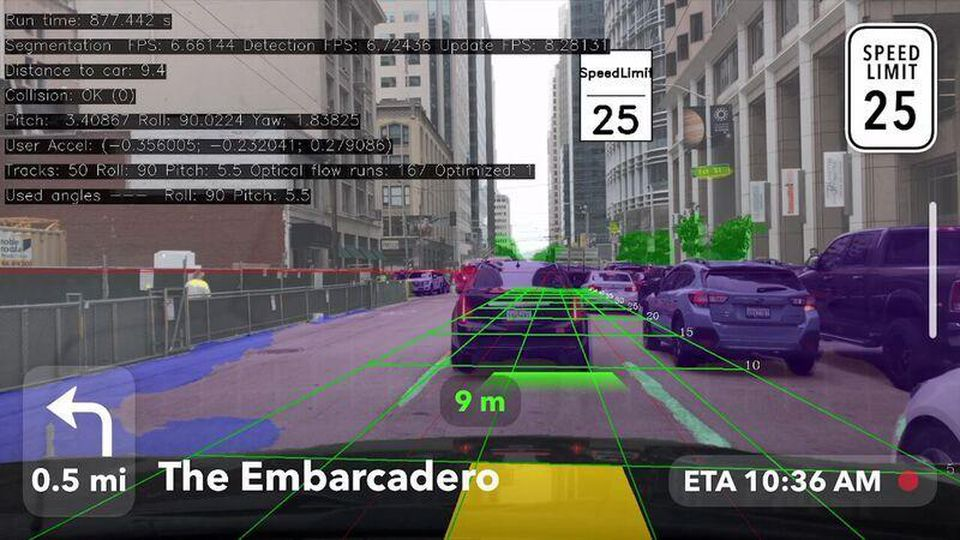 Run time: 877.442 s
Segmentation FPS: 6.66144 Detection FPS: 6.72436 Update FPS: 8.28131
Distance to car: 9.4
Collision: OK (0)
Pitch: 3.40867 Roll: 90.0224 Yaw: 1.83825
User Accel: (-0.356005; -0.232041; 0.279086)
Tracks: 50 Roll: 90 Pitch: 5.5 Optical flow runs: 167 Optimized: 1
Used angles --- Roll: 90 Pitch: 5.5
SpeedLimit
25
SPEED
LIMIT
25
1st St
25
20
15
10
5
9 m
0.5 mi
The Embarcadero
ETA 10:36 AM